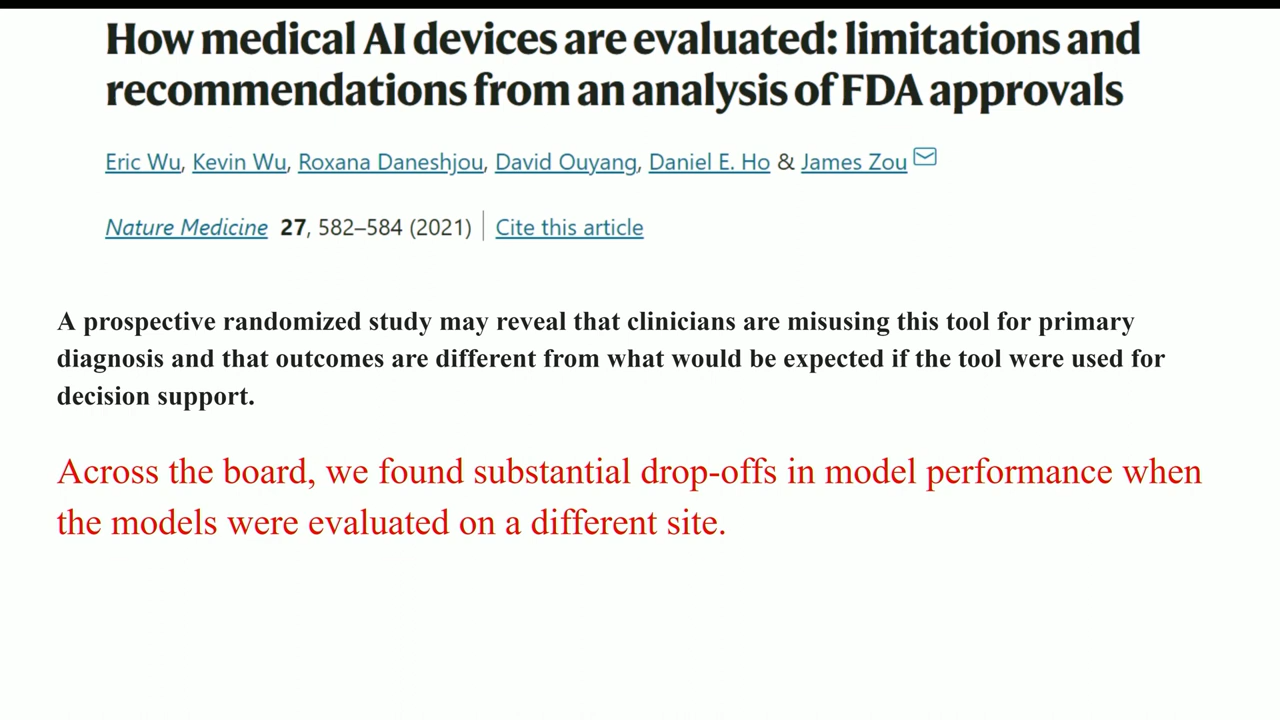 How medical AI devices are evaluated: limitations and
recommendations from an analysis of FDA approvals
Eric Wu, Kevin Wu, Roxana Daneshjou, David Ouyang, Daniel E. Ho & James Zou
Nature Medicine 27, 582–584 (2021) | Cite this article
A prospective randomized study may reveal that clinicians are misusing this tool for primary
diagnosis and that outcomes are different from what would be expected if the tool were used for
decision support.
Across the board, we found substantial drop-offs in model performance when
the models were evaluated on a different site.